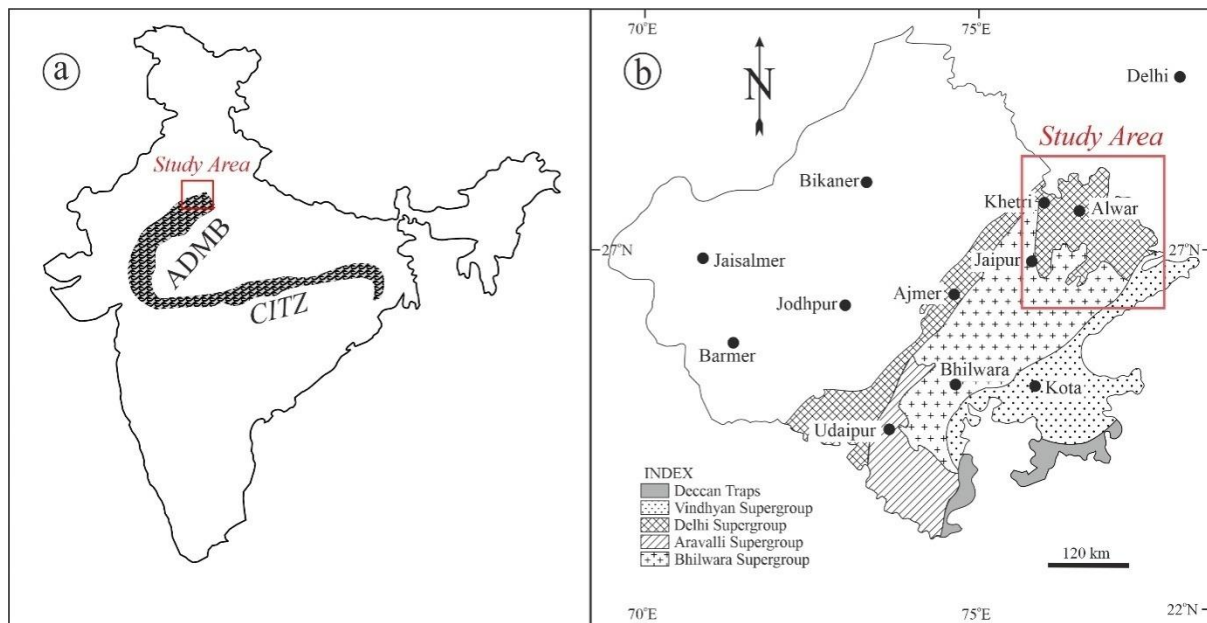 a
Study Area
ADMB
CITZ
b
70°E
75°E
N
Delhi
Study Area
Bikaner
Khetri
Alwar
27°N
27°N
Jaisalmer
Jaipur
Ajmer
Jodhpur
Barmer
Bhilwara
Kota
Udaipur
INDEX
Deccan Traps
Vindhyan Supergroup
Delhi Supergroup
Aravalli Supergroup
Bhilwara Supergroup
120 km
70°E
75°E
22°N